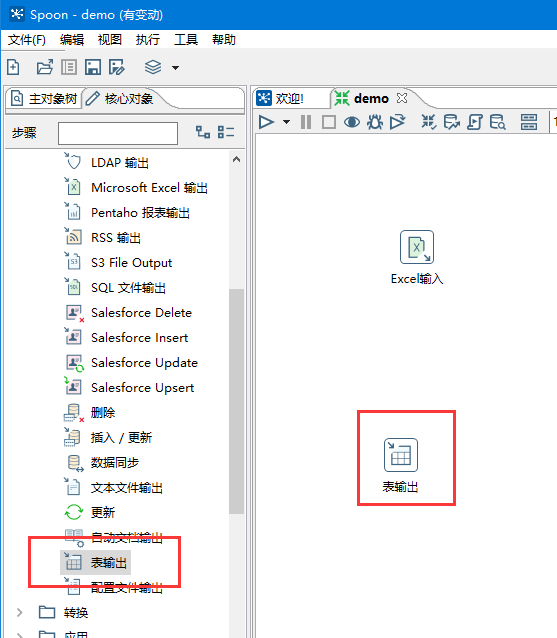 Spoon - demo (有变动)
文件(F) 编辑 视图 执行 工具 帮助
主对象树 核心对象
欢迎! demo
步骤
LDAP 输出
Microsoft Excel 输出
Pentaho 报表输出
RSS 输出
S3 File Output
SQL 文件输出
Salesforce Delete
Salesforce Insert
Salesforce Update
Salesforce Upsert
删除
插入 / 更新
数据同步
文本文件输出
更新
自动文档输出
表输出
配置文件输出
转换
应用
Excel输入
表输出